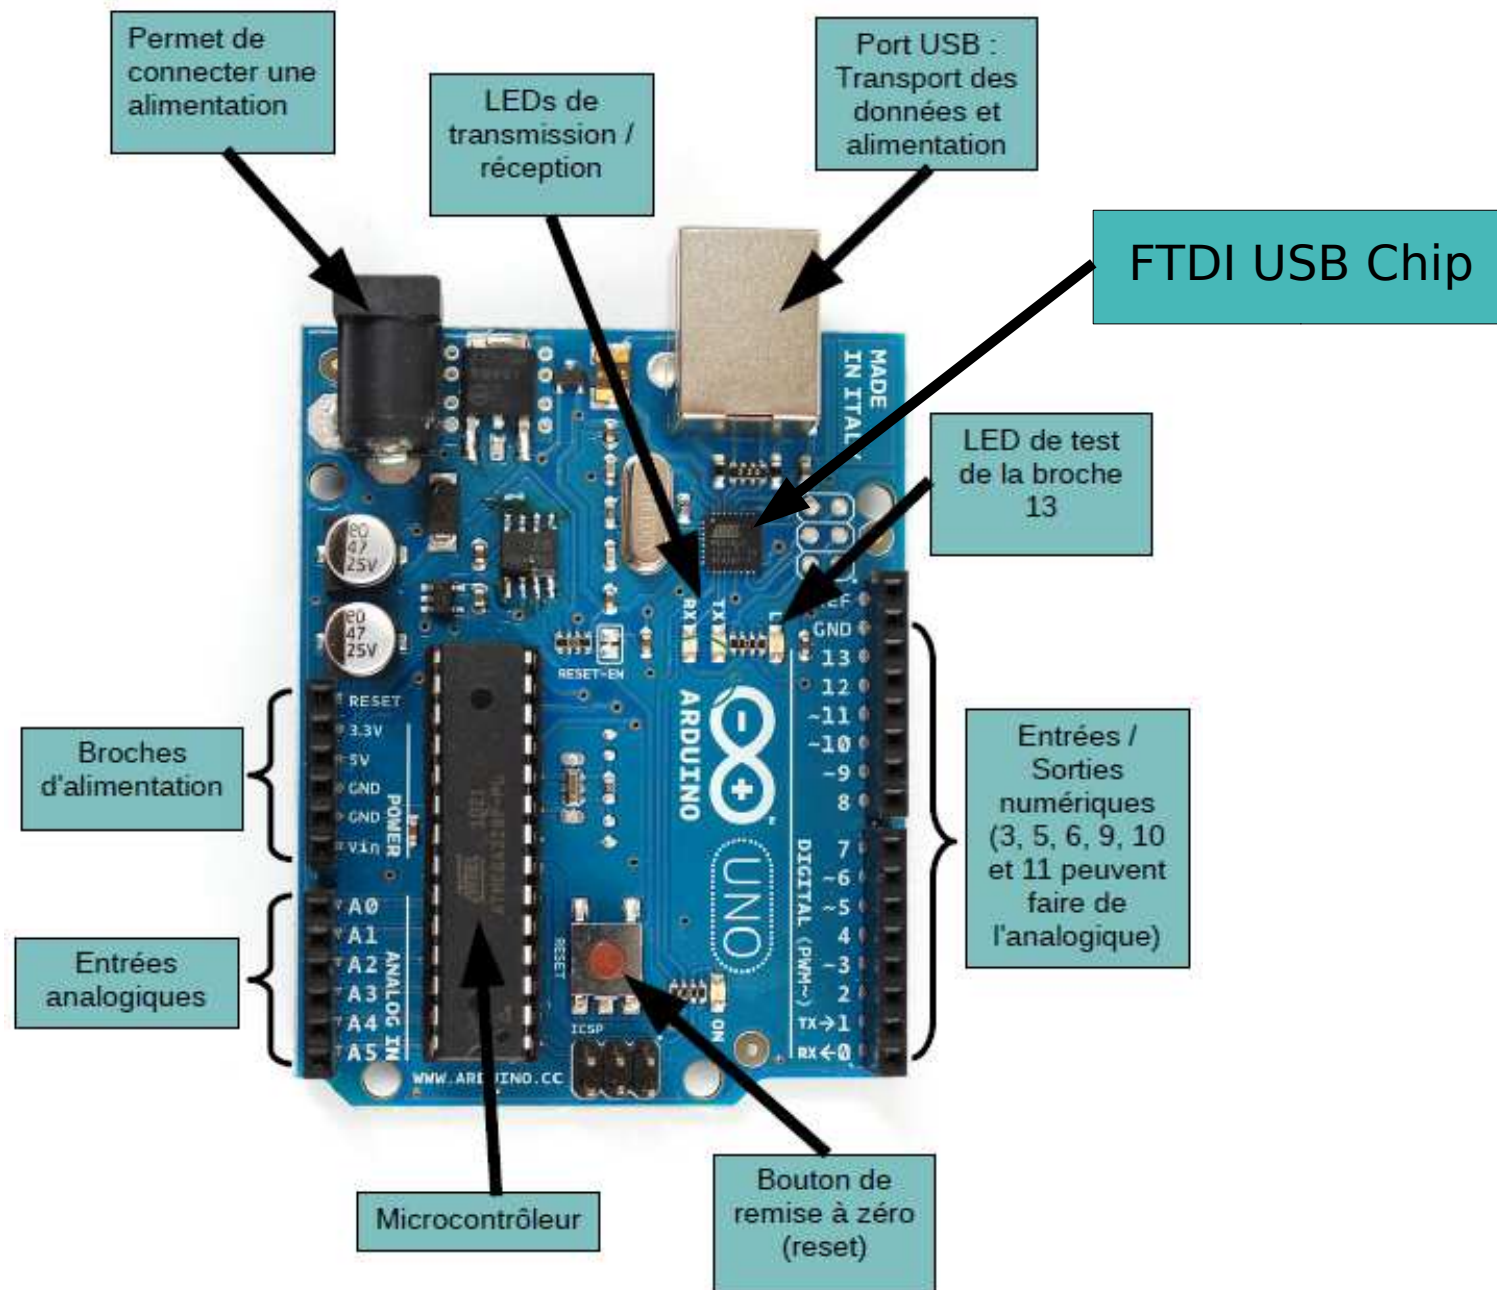 Permet de
connecter une
alimentation
LEDs de
transmission /
réception
Port USB :
Transport des
données et
alimentation
FTDI USB Chip
LED de test
de la broche
13
Entrées /
Sorties
numériques
(3, 5, 6, 9, 10
et 11 peuvent
faire de
l'analogique)
Broches
d'alimentation
Entrées
analogiques
Microcontrôleur
Bouton de
remise à zéro
(reset)
MADE
IN ITALY
47
25V
47
25V
RX
TX
L
RESET-EN
ARDUINO
UNO
RESET
3.3V
5V
GND
GND
Vin
POWER
A0
A1
A2
A3
A4
A5
ANALOG IN
GND
13
12
~11
~10
~9
8
7
~6
~5
4
~3
2
TX→1
RX←0
DIGITAL (PWM~)
RESET
ICSP
ON
WWW.ARDUINO.CC